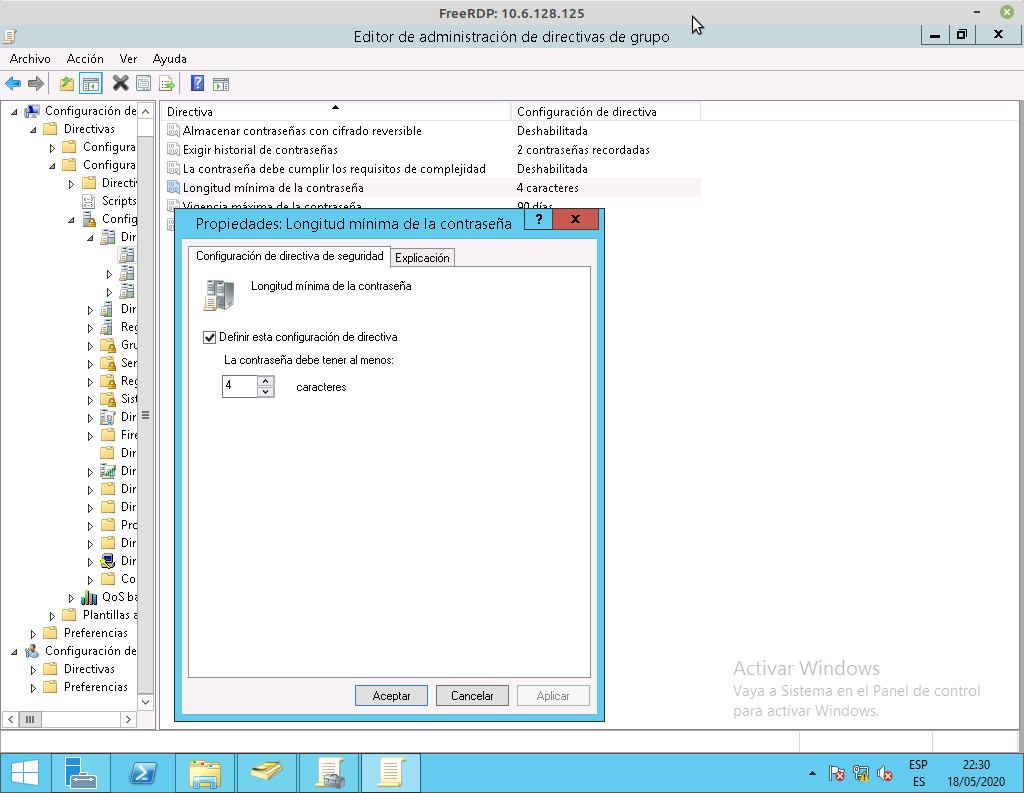 FreeRDP: 10.6.128.125
Editor de administración de directivas de grupo
Archivo Acción Ver Ayuda
Configuración de
Directivas
Configura
Configura
Directi
Scripts
Config
Dir
Dir
Reg
Gru
Ser
Reg
Sist
Dir
Fire
Dir
Dir
Dir
Dir
Pro
Dir
Dir
Co
QoS ba
Plantillas a
Preferencias
Configuración de
Directivas
Preferencias
Directiva Configuración de directiva
Almacenar contraseñas con cifrado reversible Deshabilitada
Exigir historial de contraseñas 2 contraseñas recordadas
La contraseña debe cumplir los requisitos de complejidad Deshabilitada
Longitud mínima de la contraseña 4 caracteres
Vigencia máxima de la contraseña 90 días
Propiedades: Longitud mínima de la contraseña ? x
Configuración de directiva de seguridad Explicación
Longitud mínima de la contraseña
Definir esta configuración de directiva
La contraseña debe tener al menos:
4 caracteres
Aceptar Cancelar Aplicar
Activar Windows
Vaya a Sistema en el Panel de control
para activar Windows.
ESP 22:30
ES 18/05/2020